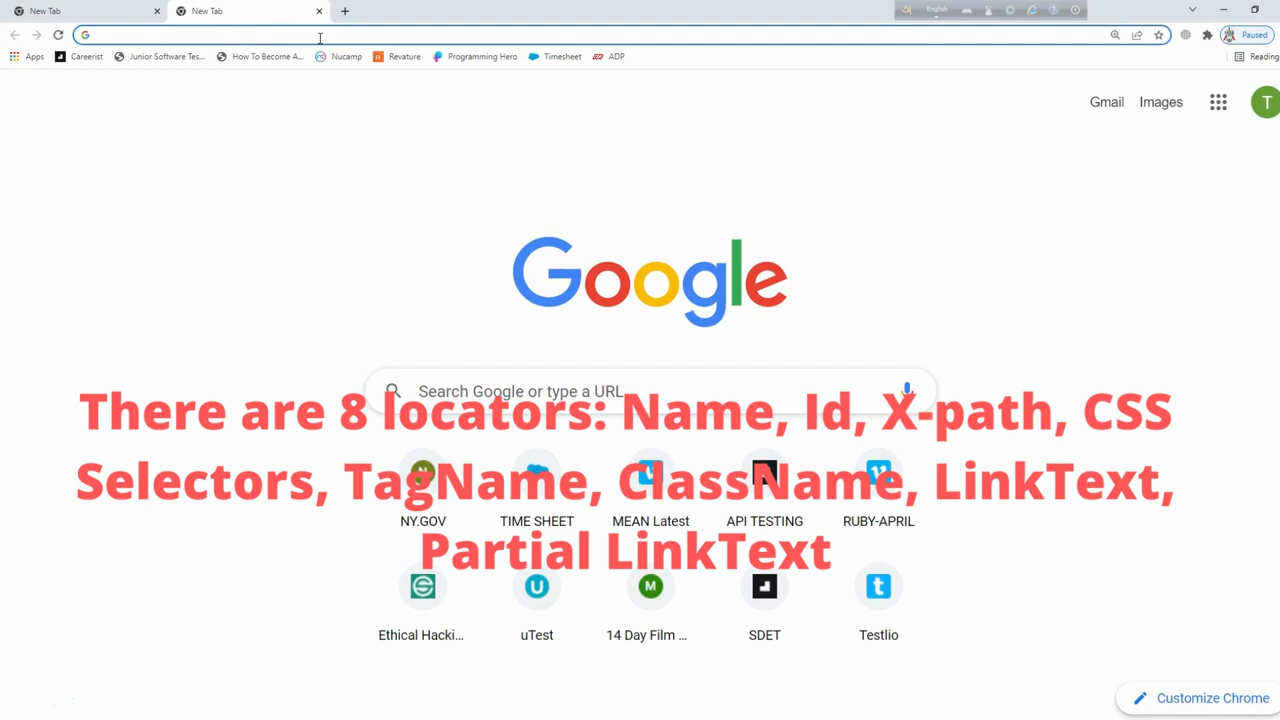 New Tab
New Tab
English
Paused
Apps
Careerist
Junior Software Tes...
How To Become A...
Nucamp
Revature
Programming Hero
Timesheet
ADP
Reading
Gmail
Images
T
Google
Search Google or type a URL
There are 8 locators: Name, Id, X-path, CSS
Selectors, TagName, ClassName, LinkText,
Partial LinkText
NY.GOV
TIME SHEET
MEAN Latest
API TESTING
RUBY-APRIL
Ethical Hacki...
uTest
14 Day Film ...
SDET
Testlio
Customize Chrome